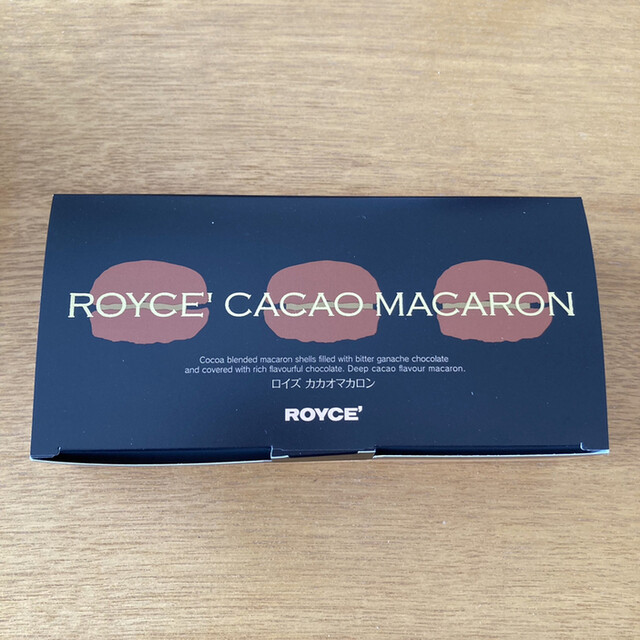 ROYCE' CACAO MACARON
Cocoa blended macaron shells filled with bitter ganache chocolate
and covered with rich flavourful chocolate. Deep cacao flavour macaron.
ロイズ カカオマカロン
ROYCE'